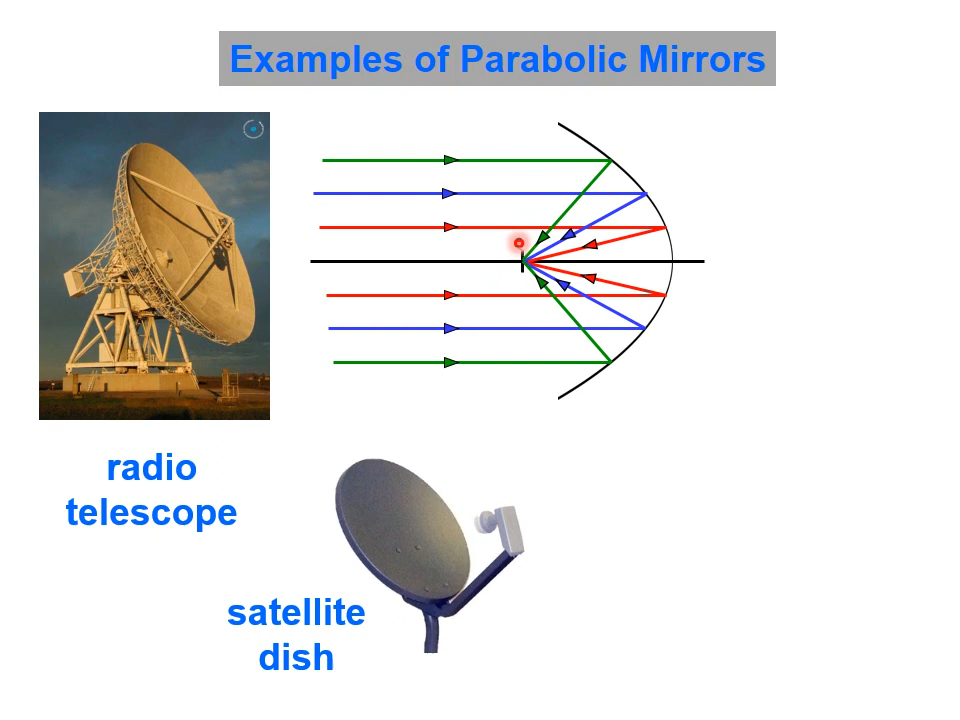 Examples of Parabolic Mirrors
radio
telescope
satellite
dish